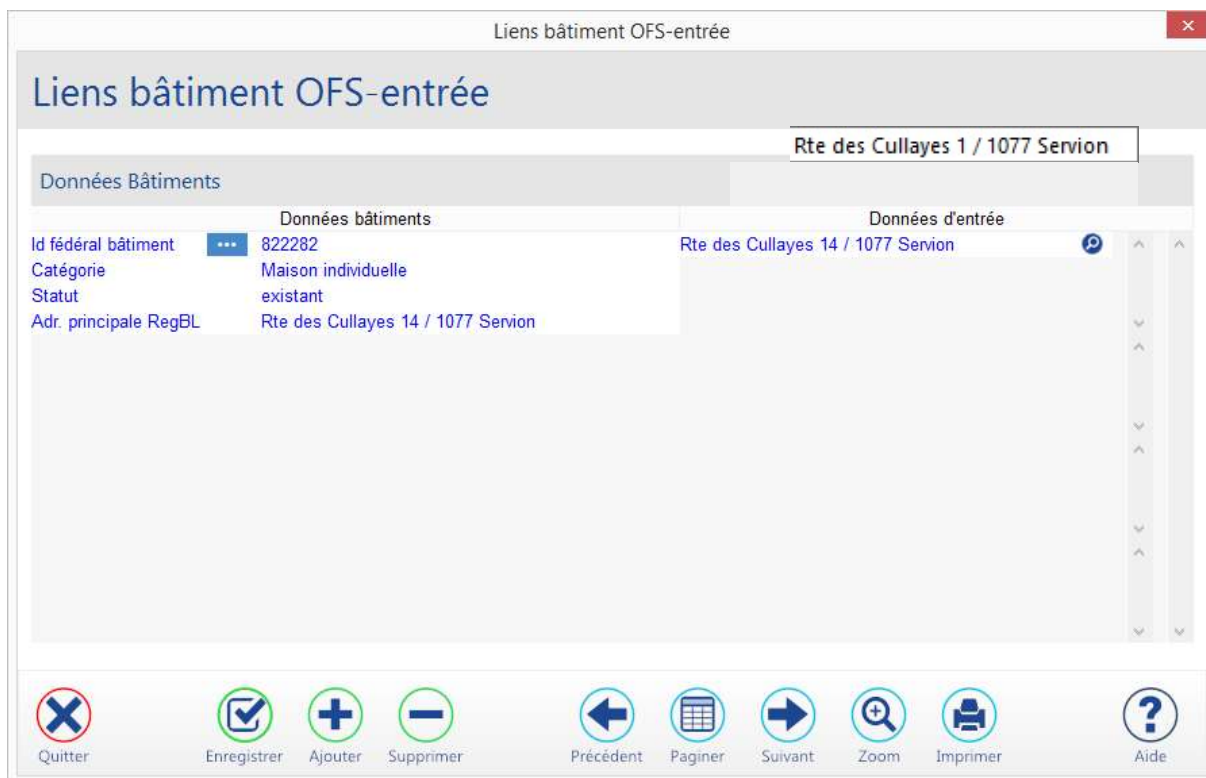 Liens bâtiment OFS-entrée
Liens bâtiment OFS-entrée
Rte des Cullayes 1 / 1077 Servion
Données Bâtiments
Données bâtiments Données d'entrée
Id fédéral bâtiment ... 822282 Rte des Cullayes 14 / 1077 Servion
Catégorie Maison individuelle
Statut existant
Adr. principale RegBL Rte des Cullayes 14 / 1077 Servion
Quitter Enregistrer Ajouter Supprimer Précédent Paginer Suivant Zoom Imprimer Aide